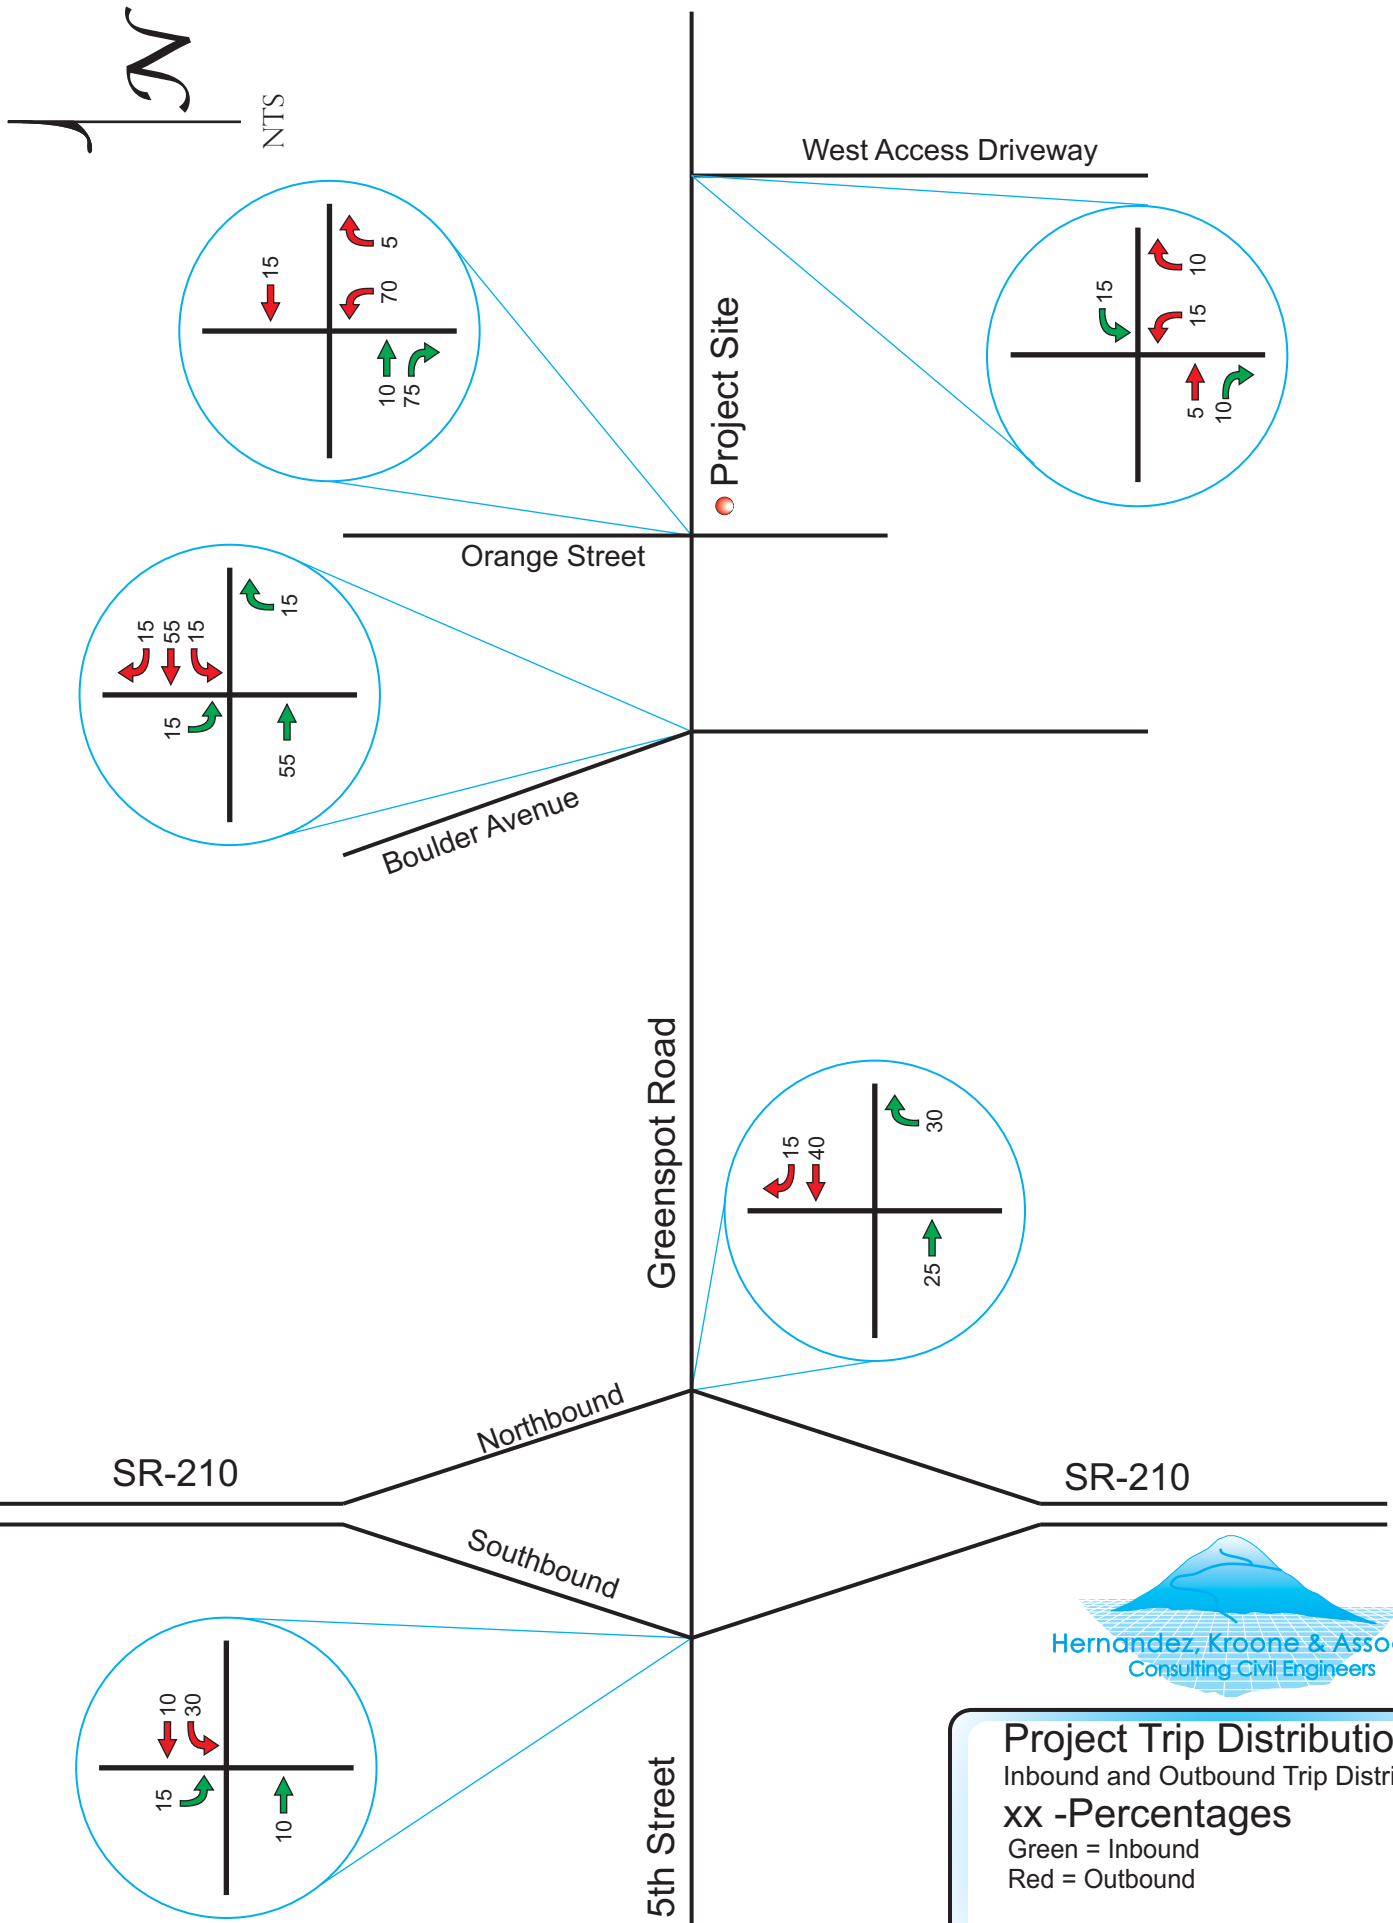 N
NTS
West Access Driveway
15
5
70
10
75
15
10
15
5
10
Project Site
Orange Street
15
55
15
15
15
55
Boulder Avenue
Greenspot Road
15
40
30
25
Northbound
SR-210
SR-210
Southbound
10
30
15
10
5th Street
Hernandez, Kroone & Asso
Consulting Civil Engineers
Project Trip Distributio
Inbound and Outbound Trip Distri
xx -Percentages
Green = Inbound
Red = Outbound